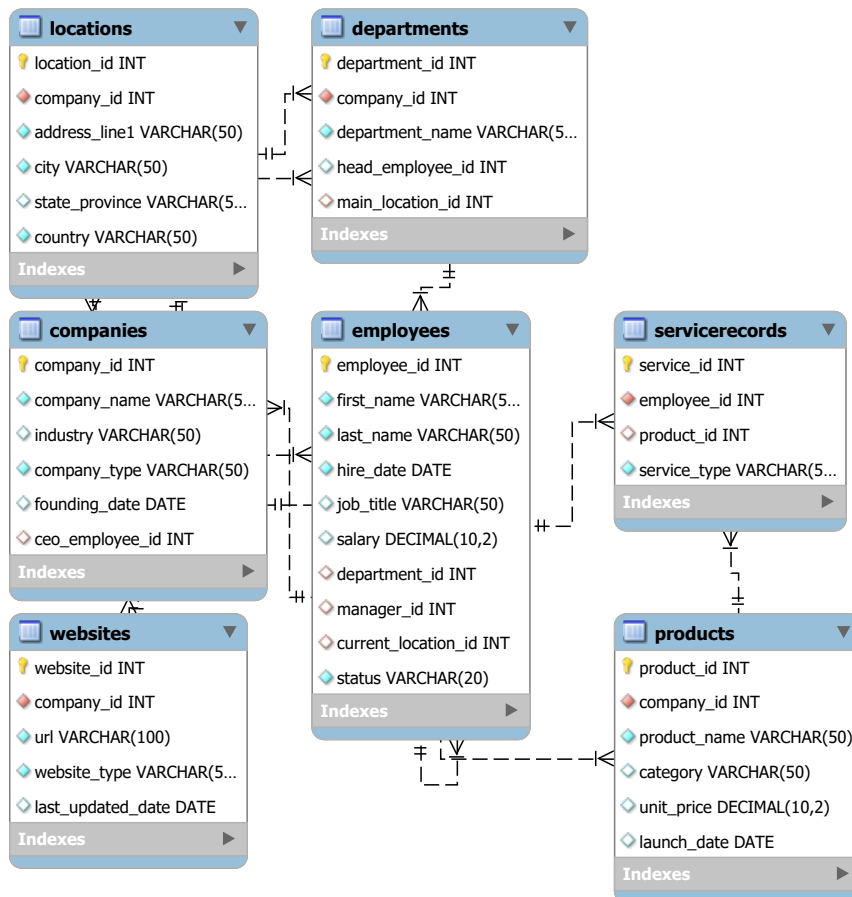 locations
location_id INT
company_id INT
address_line1 VARCHAR(50)
city VARCHAR(50)
state_province VARCHAR(5...
country VARCHAR(50)
Indexes
departments
department_id INT
company_id INT
department_name VARCHAR(5...
head_employee_id INT
main_location_id INT
Indexes
companies
company_id INT
company_name VARCHAR(5...
industry VARCHAR(50)
company_type VARCHAR(50)
founding_date DATE
ceo_employee_id INT
Indexes
employees
employee_id INT
first_name VARCHAR(5...
last_name VARCHAR(50)
hire_date DATE
job_title VARCHAR(50)
salary DECIMAL(10,2)
department_id INT
manager_id INT
current_location_id INT
status VARCHAR(20)
Indexes
servicerecords
service_id INT
employee_id INT
product_id INT
service_type VARCHAR(5...
Indexes
websites
website_id INT
company_id INT
url VARCHAR(100)
website_type VARCHAR(5...
last_updated_date DATE
Indexes
products
product_id INT
company_id INT
product_name VARCHAR(50)
category VARCHAR(50)
unit_price DECIMAL(10,2)
launch_date DATE
Indexes